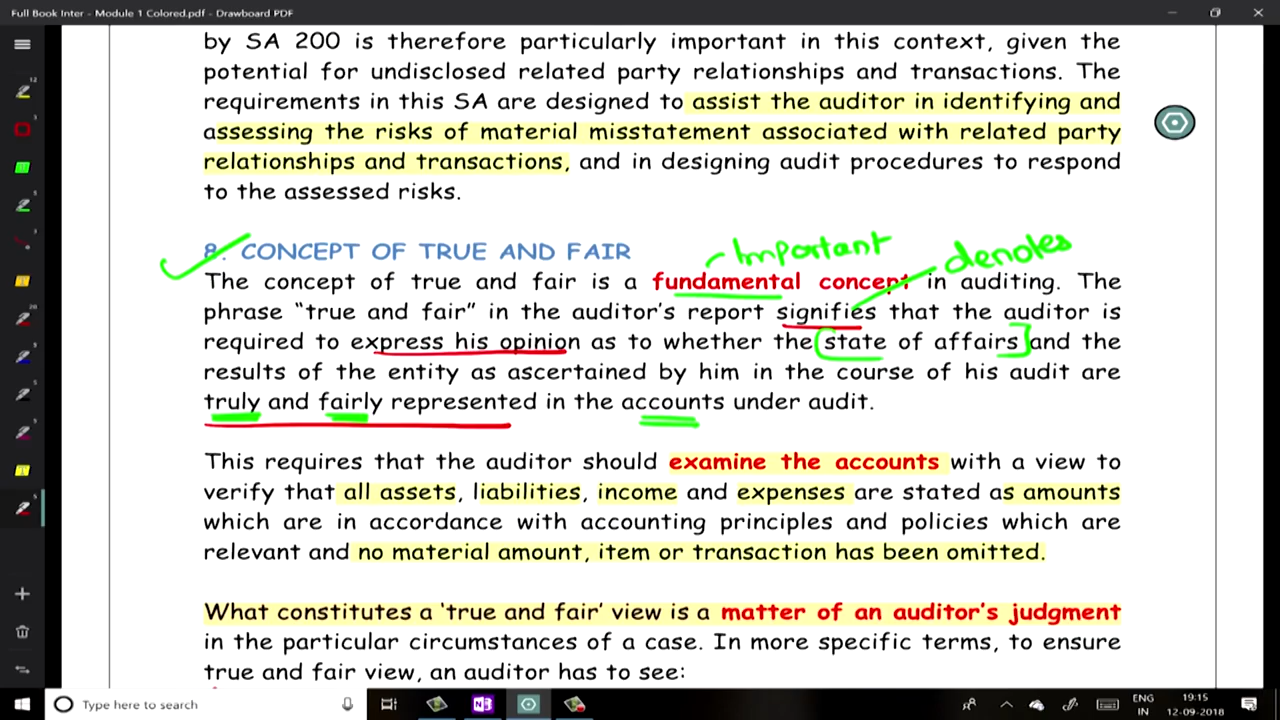 Full Book Inter - Module 1 Colored.pdf - Drawboard PDF
by SA 200 is therefore particularly important in this context, given the
potential for undisclosed related party relationships and transactions. The
requirements in this SA are designed to assist the auditor in identifying and
assessing the risks of material misstatement associated with related party
relationships and transactions, and in designing audit procedures to respond
to the assessed risks.
8. CONCEPT OF TRUE AND FAIR
Important
denotes
The concept of true and fair is a fundamental concept in auditing. The
phrase “true and fair” in the auditor’s report signifies that the auditor is
required to express his opinion as to whether the state of affairs and the
results of the entity as ascertained by him in the course of his audit are
truly and fairly represented in the accounts under audit.
This requires that the auditor should examine the accounts with a view to
verify that all assets, liabilities, income and expenses are stated as amounts
which are in accordance with accounting principles and policies which are
relevant and no material amount, item or transaction has been omitted.
What constitutes a ‘true and fair’ view is a matter of an auditor’s judgment
in the particular circumstances of a case. In more specific terms, to ensure
true and fair view, an auditor has to see:
Type here to search
ENG
IN
19:15
12-09-2018